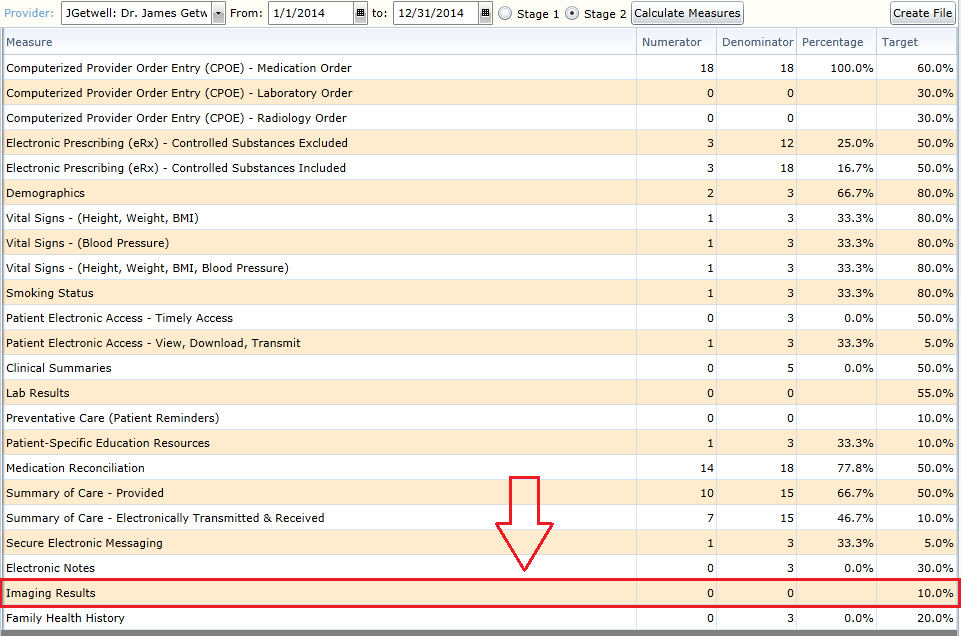 Provider: JGetwell: Dr. James Getw From: 1/1/2014 to: 12/31/2014 Stage 1 Stage 2 Calculate Measures Create File
Measure Numerator Denominator Percentage Target
Computerized Provider Order Entry (CPOE) - Medication Order 18 18 100.0% 60.0%
Computerized Provider Order Entry (CPOE) - Laboratory Order 0 0 30.0%
Computerized Provider Order Entry (CPOE) - Radiology Order 0 0 30.0%
Electronic Prescribing (eRx) - Controlled Substances Excluded 3 12 25.0% 50.0%
Electronic Prescribing (eRx) - Controlled Substances Included 3 18 16.7% 50.0%
Demographics 2 3 66.7% 80.0%
Vital Signs - (Height, Weight, BMI) 1 3 33.3% 80.0%
Vital Signs - (Blood Pressure) 1 3 33.3% 80.0%
Vital Signs - (Height, Weight, BMI, Blood Pressure) 1 3 33.3% 80.0%
Smoking Status 1 3 33.3% 80.0%
Patient Electronic Access - Timely Access 0 3 0.0% 50.0%
Patient Electronic Access - View, Download, Transmit 1 3 33.3% 5.0%
Clinical Summaries 0 5 0.0% 50.0%
Lab Results 0 0 55.0%
Preventative Care (Patient Reminders) 0 0 10.0%
Patient-Specific Education Resources 1 3 33.3% 10.0%
Medication Reconciliation 14 18 77.8% 50.0%
Summary of Care - Provided 10 15 66.7% 50.0%
Summary of Care - Electronically Transmitted & Received 7 15 46.7% 10.0%
Secure Electronic Messaging 1 3 33.3% 5.0%
Electronic Notes 0 3 0.0% 30.0%
Imaging Results 0 0 10.0%
Family Health History 0 3 0.0% 20.0%